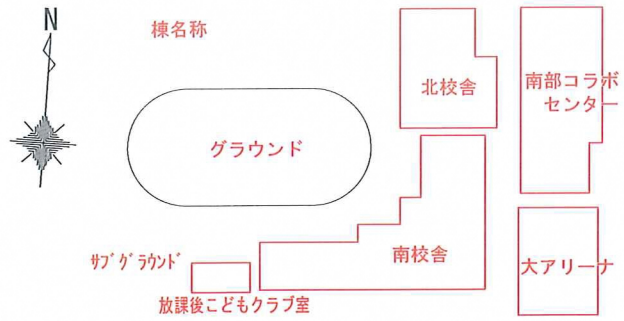 N
棟名称
北校舎
南部コラボ
センター
グラウンド
南校舎
サブグラウンド
大アリーナ
放課後こどもクラブ室